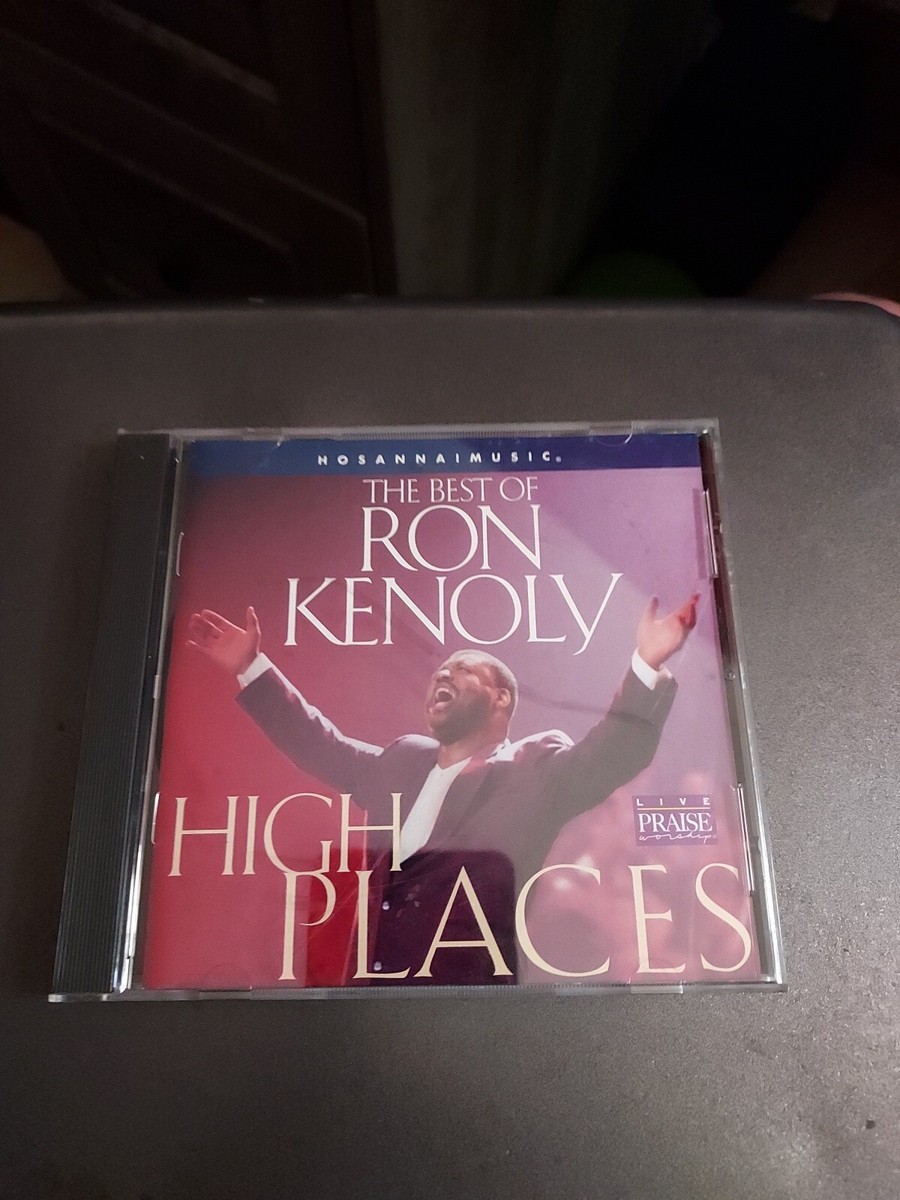 HOSANNA! MUSIC®
THE BEST OF
RON
KENOLY
HIGH
PLACES
LIVE
PRAISE
worship®